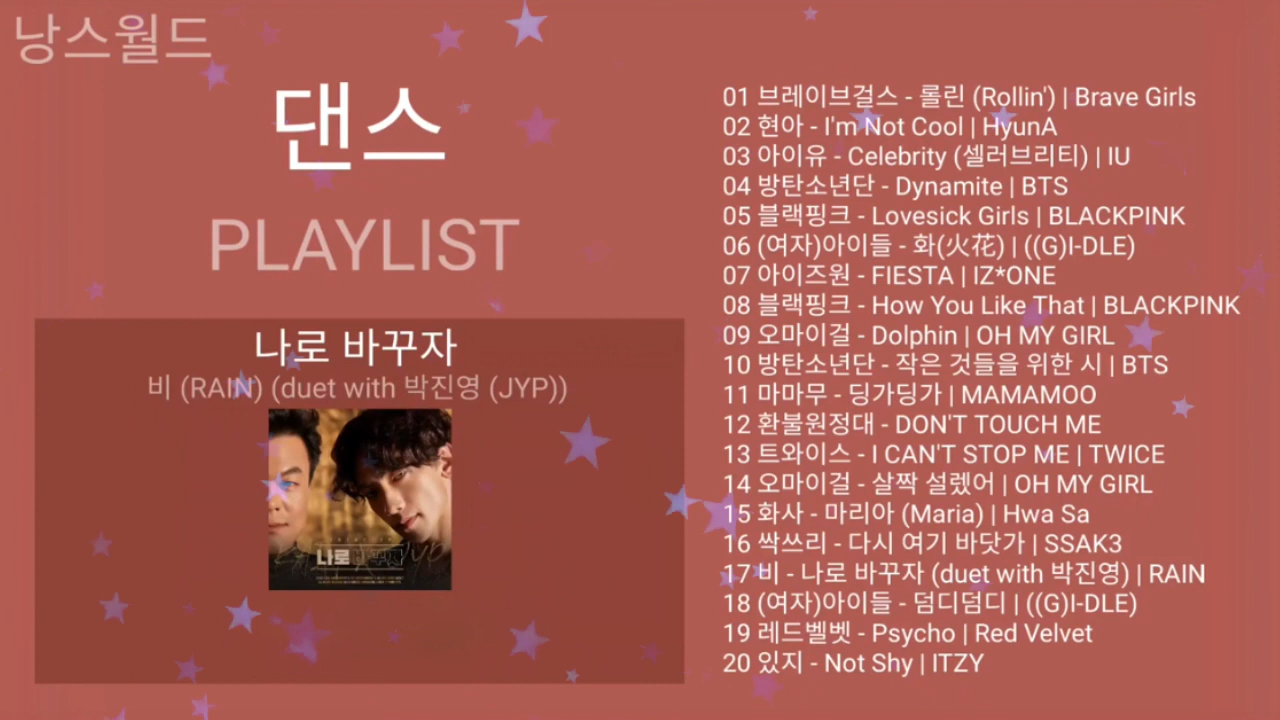 낭스월드
댄스
PLAYLIST
나로 바꾸자
비 (RAIN) (duet with 박진영 (JYP))
나로 바꾸자
01 브레이브걸스 - 롤린 (Rollin') | Brave Girls
02 현아 - I'm Not Cool | HyunA
03 아이유 - Celebrity (셀러브리티) | IU
04 방탄소년단 - Dynamite | BTS
05 블랙핑크 - Lovesick Girls | BLACKPINK
06 (여자)아이들 - 화(火花) | ((G)I-DLE)
07 아이즈원 - FIESTA | IZ*ONE
08 블랙핑크 - How You Like That | BLACKPINK
09 오마이걸 - Dolphin | OH MY GIRL
10 방탄소년단 - 작은 것들을 위한 시 | BTS
11 마마무 - 딩가딩가 | MAMAMOO
12 환불원정대 - DON'T TOUCH ME
13 트와이스 - I CAN'T STOP ME | TWICE
14 오마이걸 - 살짝 설렜어 | OH MY GIRL
15 화사 - 마리아 (Maria) | Hwa Sa
16 싹쓰리 - 다시 여기 바닷가 | SSAK3
17 비 - 나로 바꾸자 (duet with 박진영) | RAIN
18 (여자)아이들 - 덤디덤디 | ((G)I-DLE)
19 레드벨벳 - Psycho | Red Velvet
20 있지 - Not Shy | ITZY